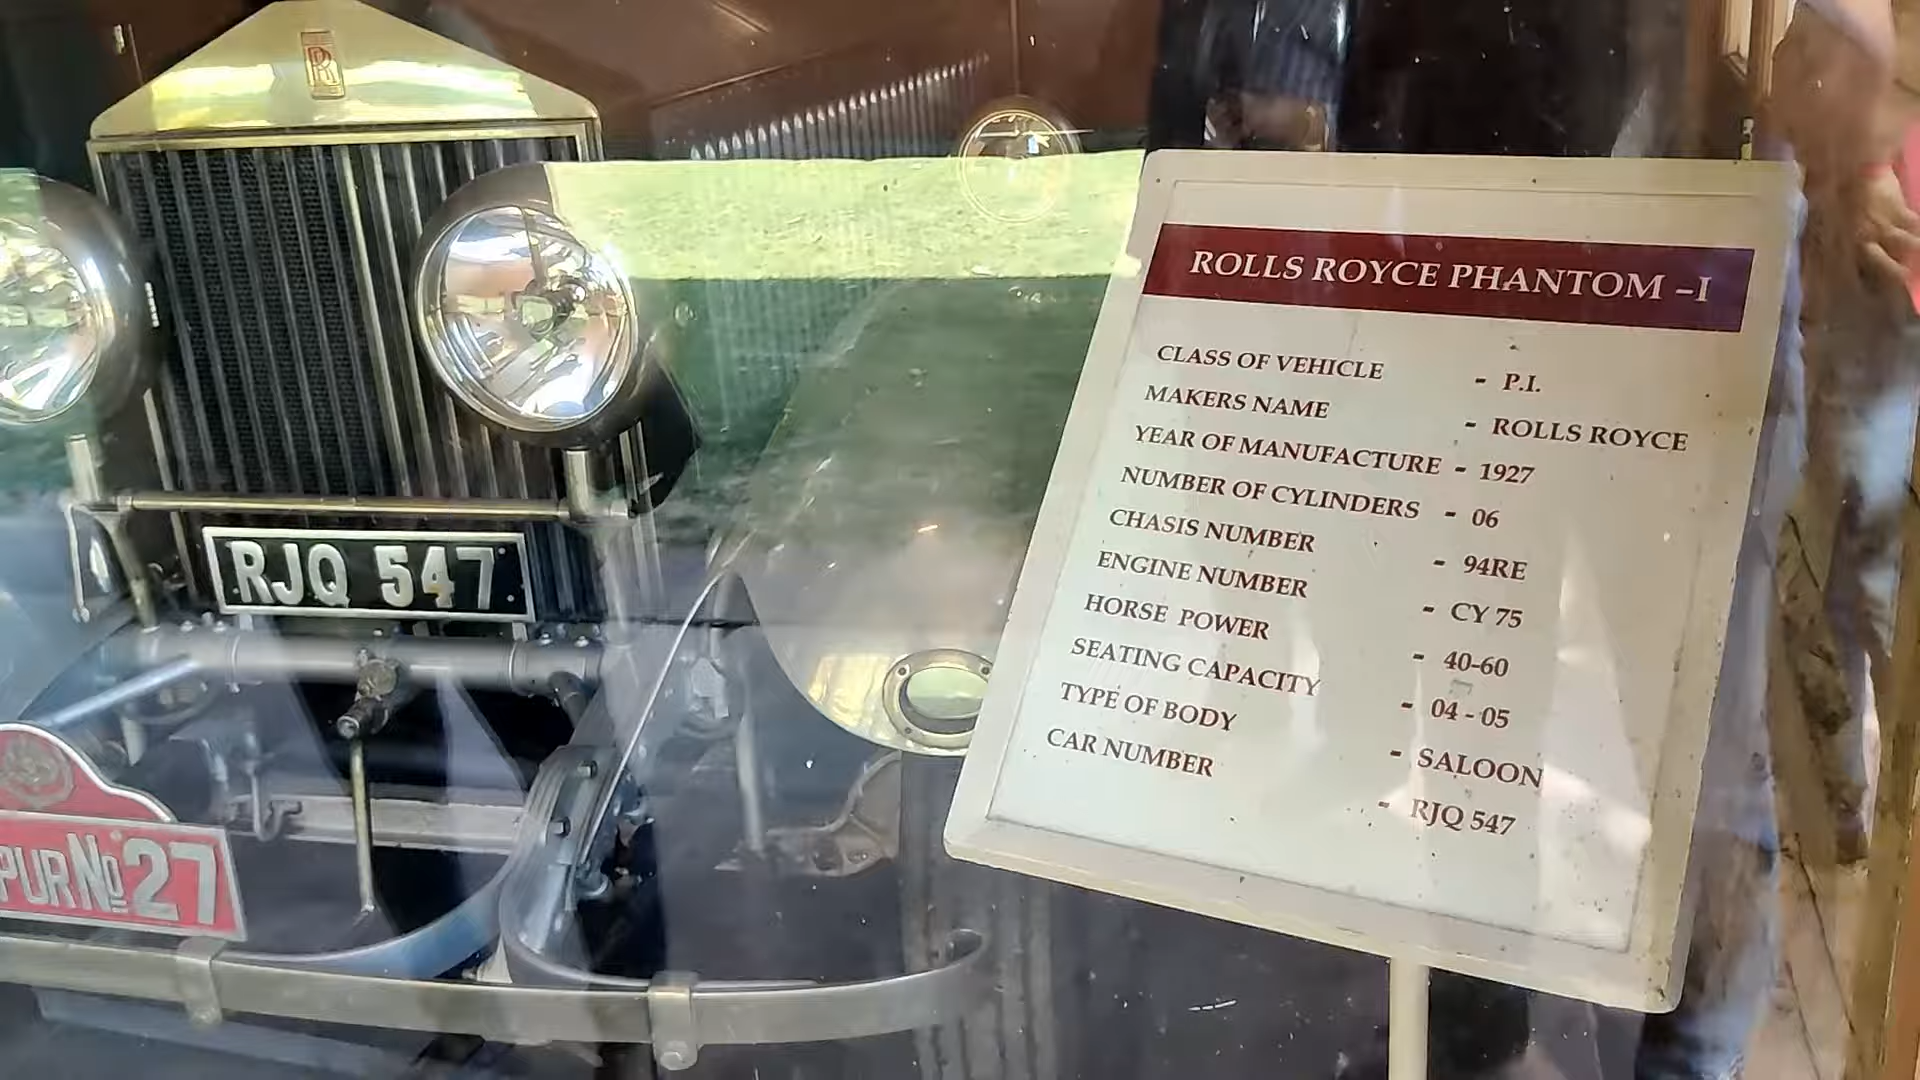 RR
RJQ 547
PUR No 27
ROLLS ROYCE PHANTOM –I
CLASS OF VEHICLE - P.I.
MAKERS NAME - ROLLS ROYCE
YEAR OF MANUFACTURE - 1927
NUMBER OF CYLINDERS - 06
CHASIS NUMBER - 94RE
ENGINE NUMBER - CY 75
HORSE POWER - 40-60
SEATING CAPACITY - 04 - 05
TYPE OF BODY - SALOON
CAR NUMBER - RJQ 547